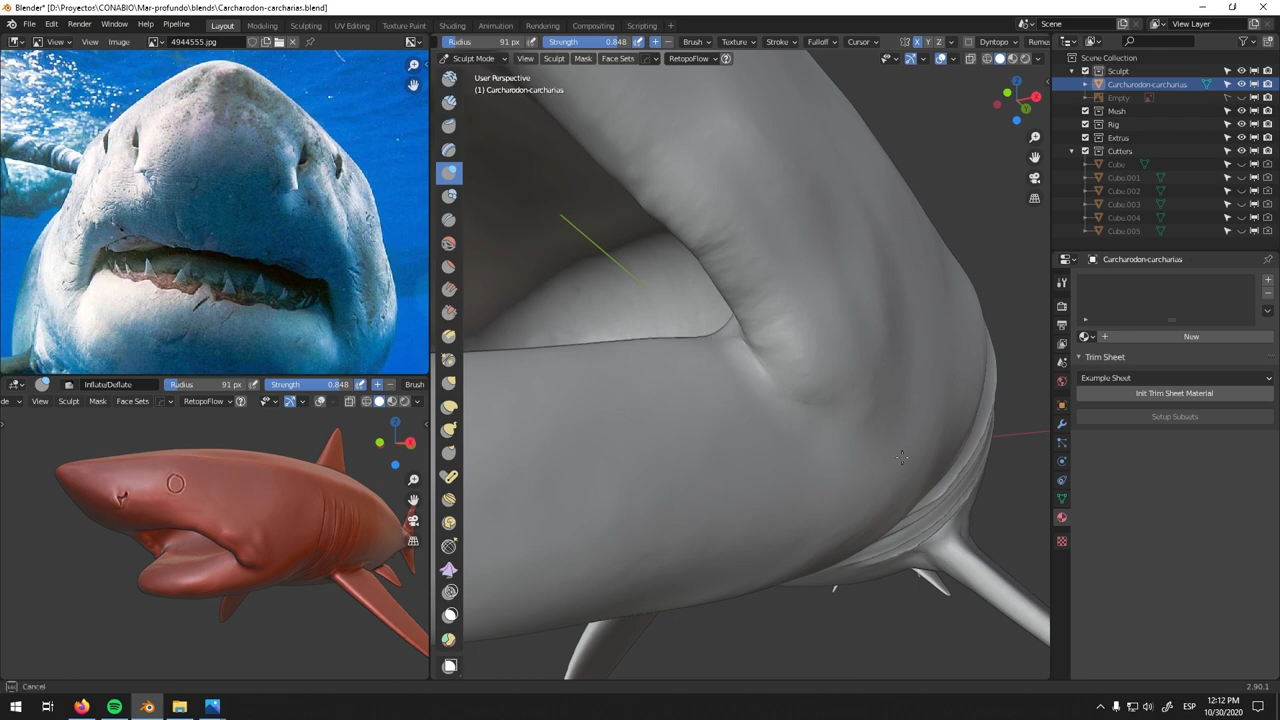 Blender* [D:\Proyectos\CONABIO\Mar-profundo\blends\Carcharodon-carcharias.blend]
File Edit Render Window Help Pipeline Layout Modeling Sculpting UV Editing Texture Paint Shading Animation Rendering Compositing Scripting + Scene View Layer
View View Image 4944555.jpg
Radius 91 px Strength 0.848 Brush Texture Stroke Falloff Cursor X Y Z Dyntopo Remes
Sculpt Mode View Sculpt Mask Face Sets RetopoFlow
User Perspective
(1) Carcharodon-carcharias
Scene Collection
Sculpt
Carcharodon-carcharias
Empty
Mesh
Rig
Extrus
Cutters
Cube
Cube.001
Cube.002
Cube.003
Cube.004
Cube.005
Carcharodon-carcharias
New
Trim Sheet
Example Sheet
Init Trim Sheet Material
Setup Subsets
Inflate/Deflate Radius 91 px Strength 0.848 Brush
de View Sculpt Mask Face Sets RetopoFlow
Cancel
2.90.1
ESP
12:12 PM
10/30/2020